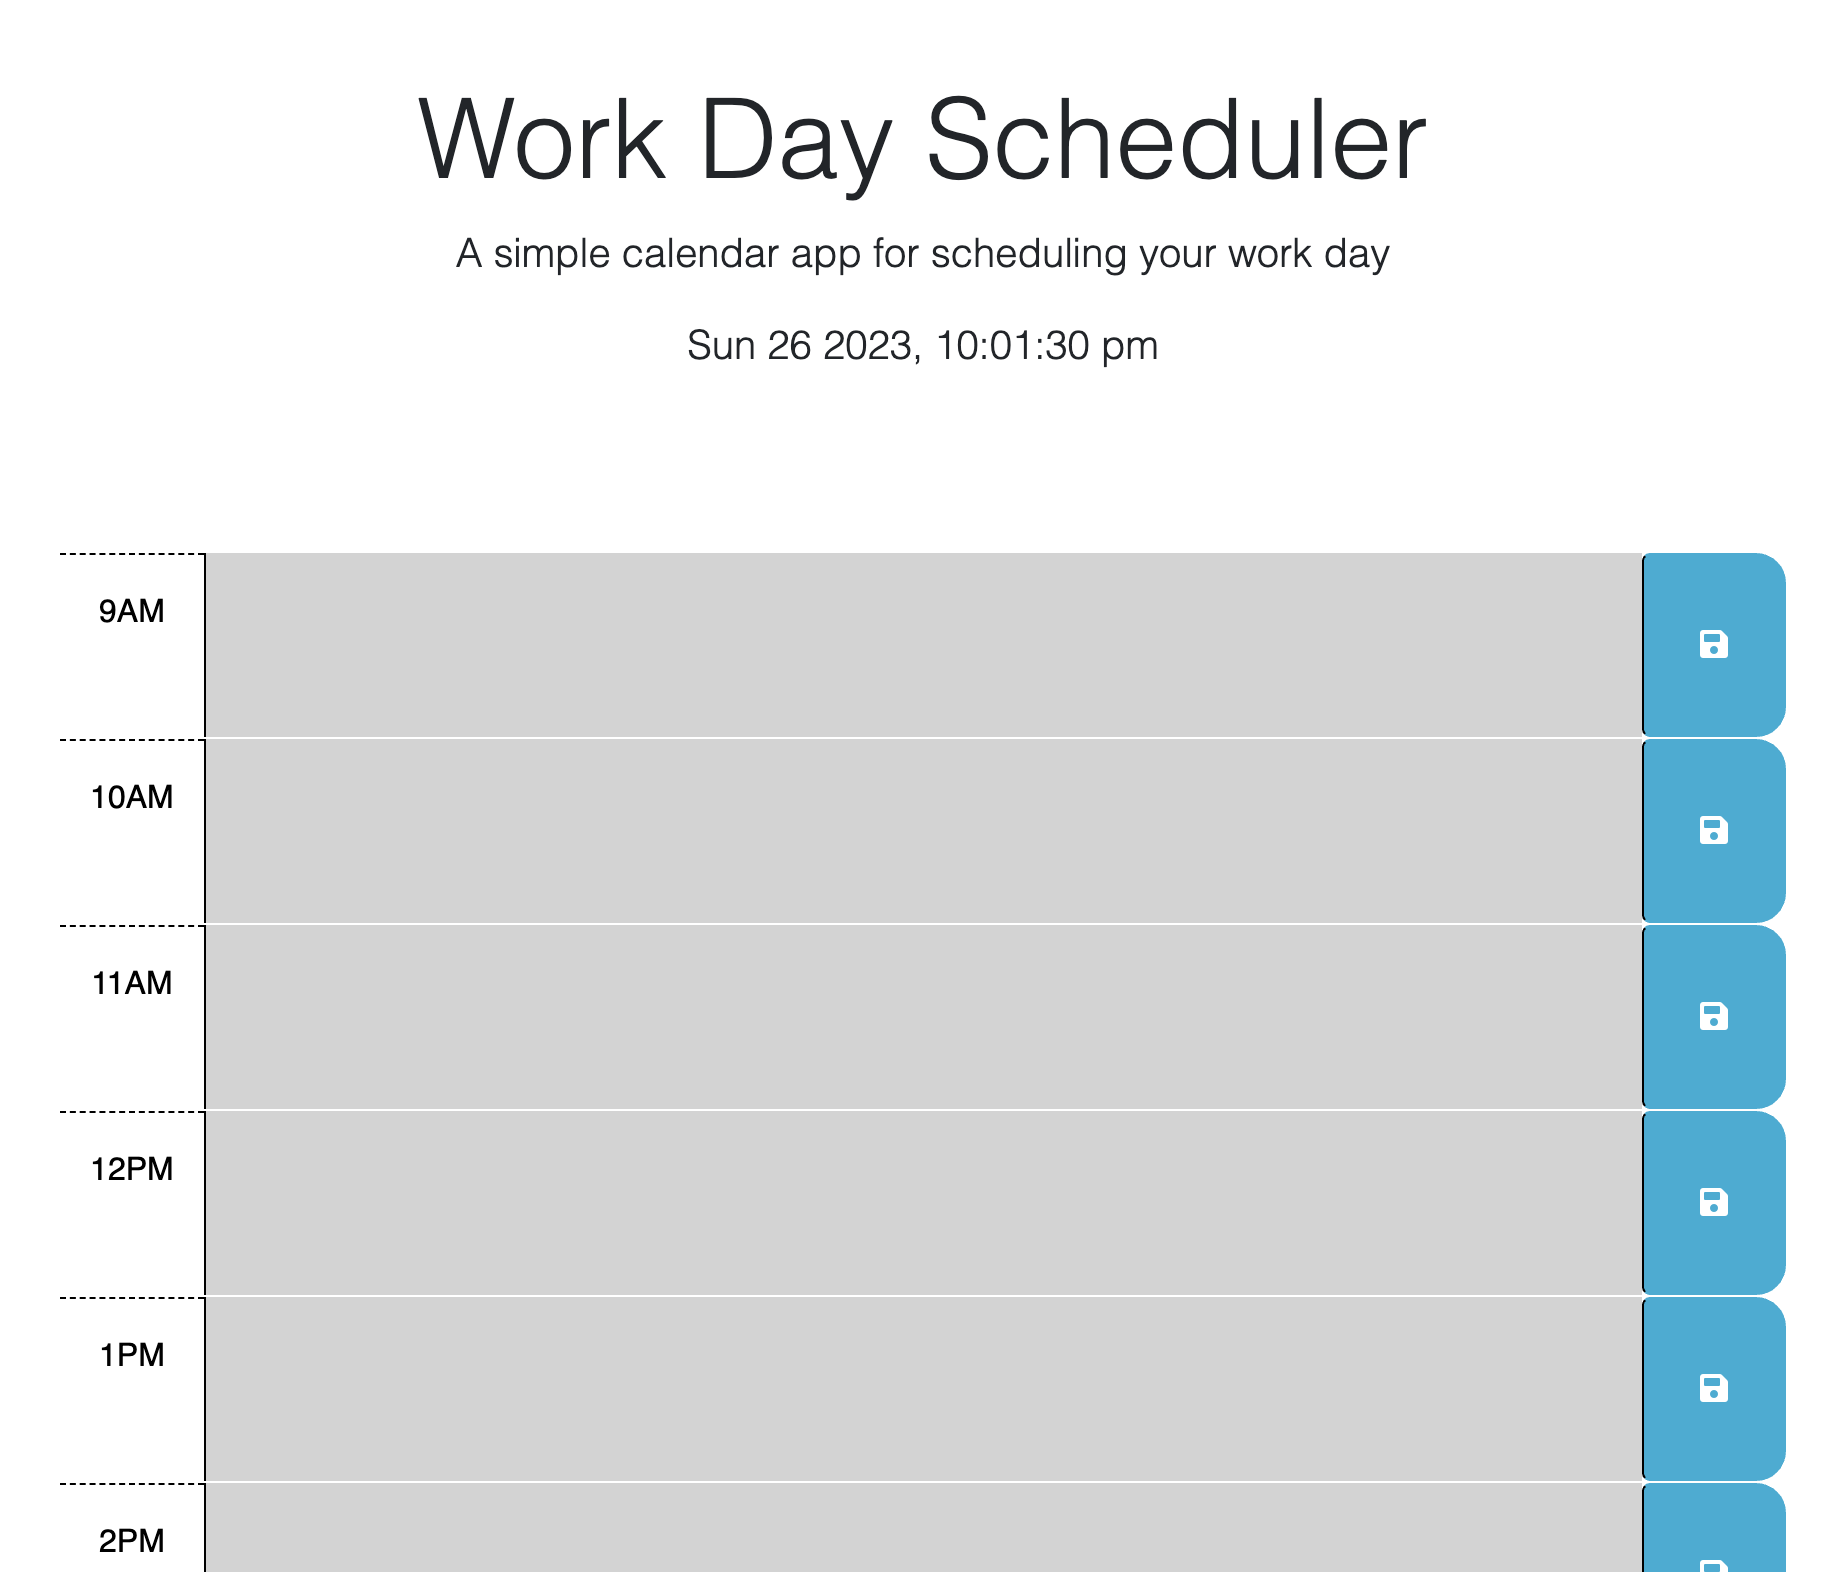 Work Day Scheduler
A simple calendar app for scheduling your work day
Sun 26 2023, 10:01:30 pm
9AM
10AM
11AM
12PM
1PM
2PM